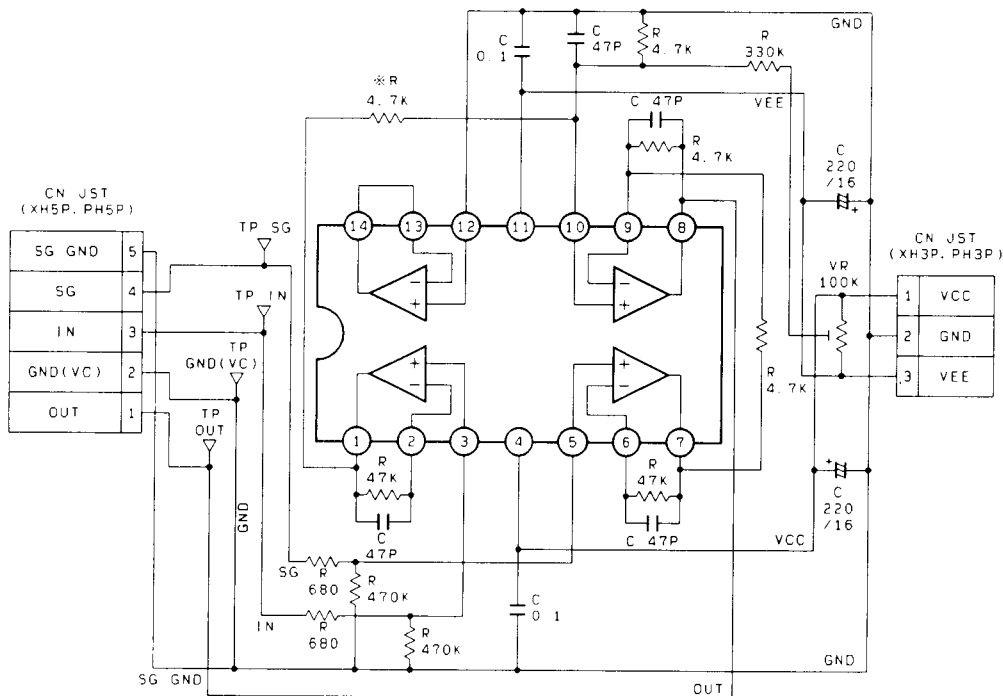 GND
C
0.1
C
47P
R
4.7K
R
330K
※R
4.7K
VEE
C 47P
R
4.7K
C
220
/16
+
CN JST
(XH5P. PH5P)
SG GND 5
SG 4
IN 3
GND(VC) 2
OUT 1
TP SG
TP IN
TP
GND(VC)
TP
OUT
14 13 12 11 10 9 8
− +
− +
+ −
+ −
1 2 3 4 5 6 7
CN JST
(XH3P. PH3P)
1 VCC
2 GND
3 VEE
VR
100K
R
4.7K
R
47K
C
47P
R
47K
C 47P
+
C
220
/16
VCC
GND
SG
R
680
R
470K
IN
R
680
R
470K
C
0.1
GND
SG GND
OUT